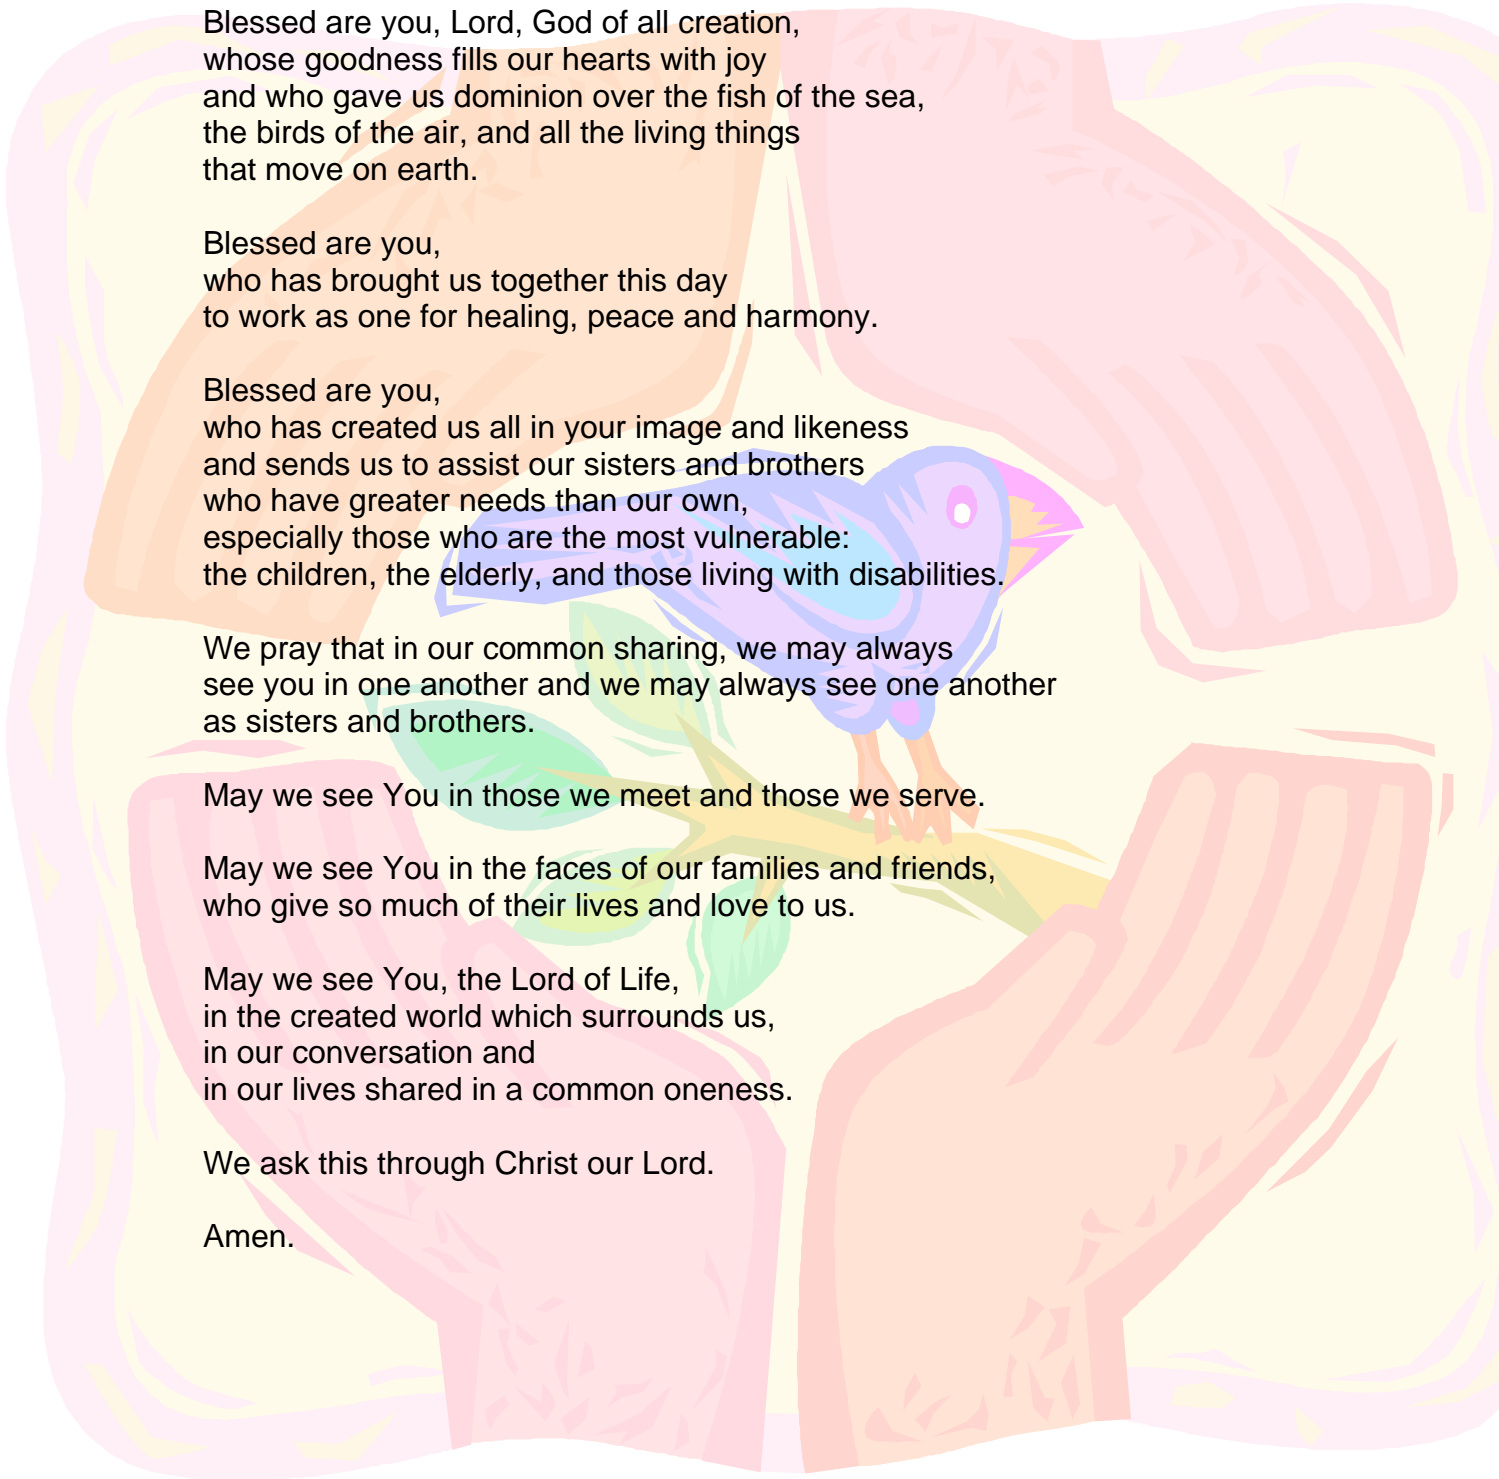 Blessed are you, Lord, God of all creation,
whose goodness fills our hearts with joy
and who gave us dominion over the fish of the sea,
the birds of the air, and all the living things
that move on earth.
Blessed are you,
who has brought us together this day
to work as one for healing, peace and harmony.
Blessed are you,
who has created us all in your image and likeness
and sends us to assist our sisters and brothers
who have greater needs than our own,
especially those who are the most vulnerable:
the children, the elderly, and those living with disabilities.
We pray that in our common sharing, we may always
see you in one another and we may always see one another
as sisters and brothers.
May we see You in those we meet and those we serve.
May we see You in the faces of our families and friends,
who give so much of their lives and love to us.
May we see You, the Lord of Life,
in the created world which surrounds us,
in our conversation and
in our lives shared in a common oneness.
We ask this through Christ our Lord.
Amen.